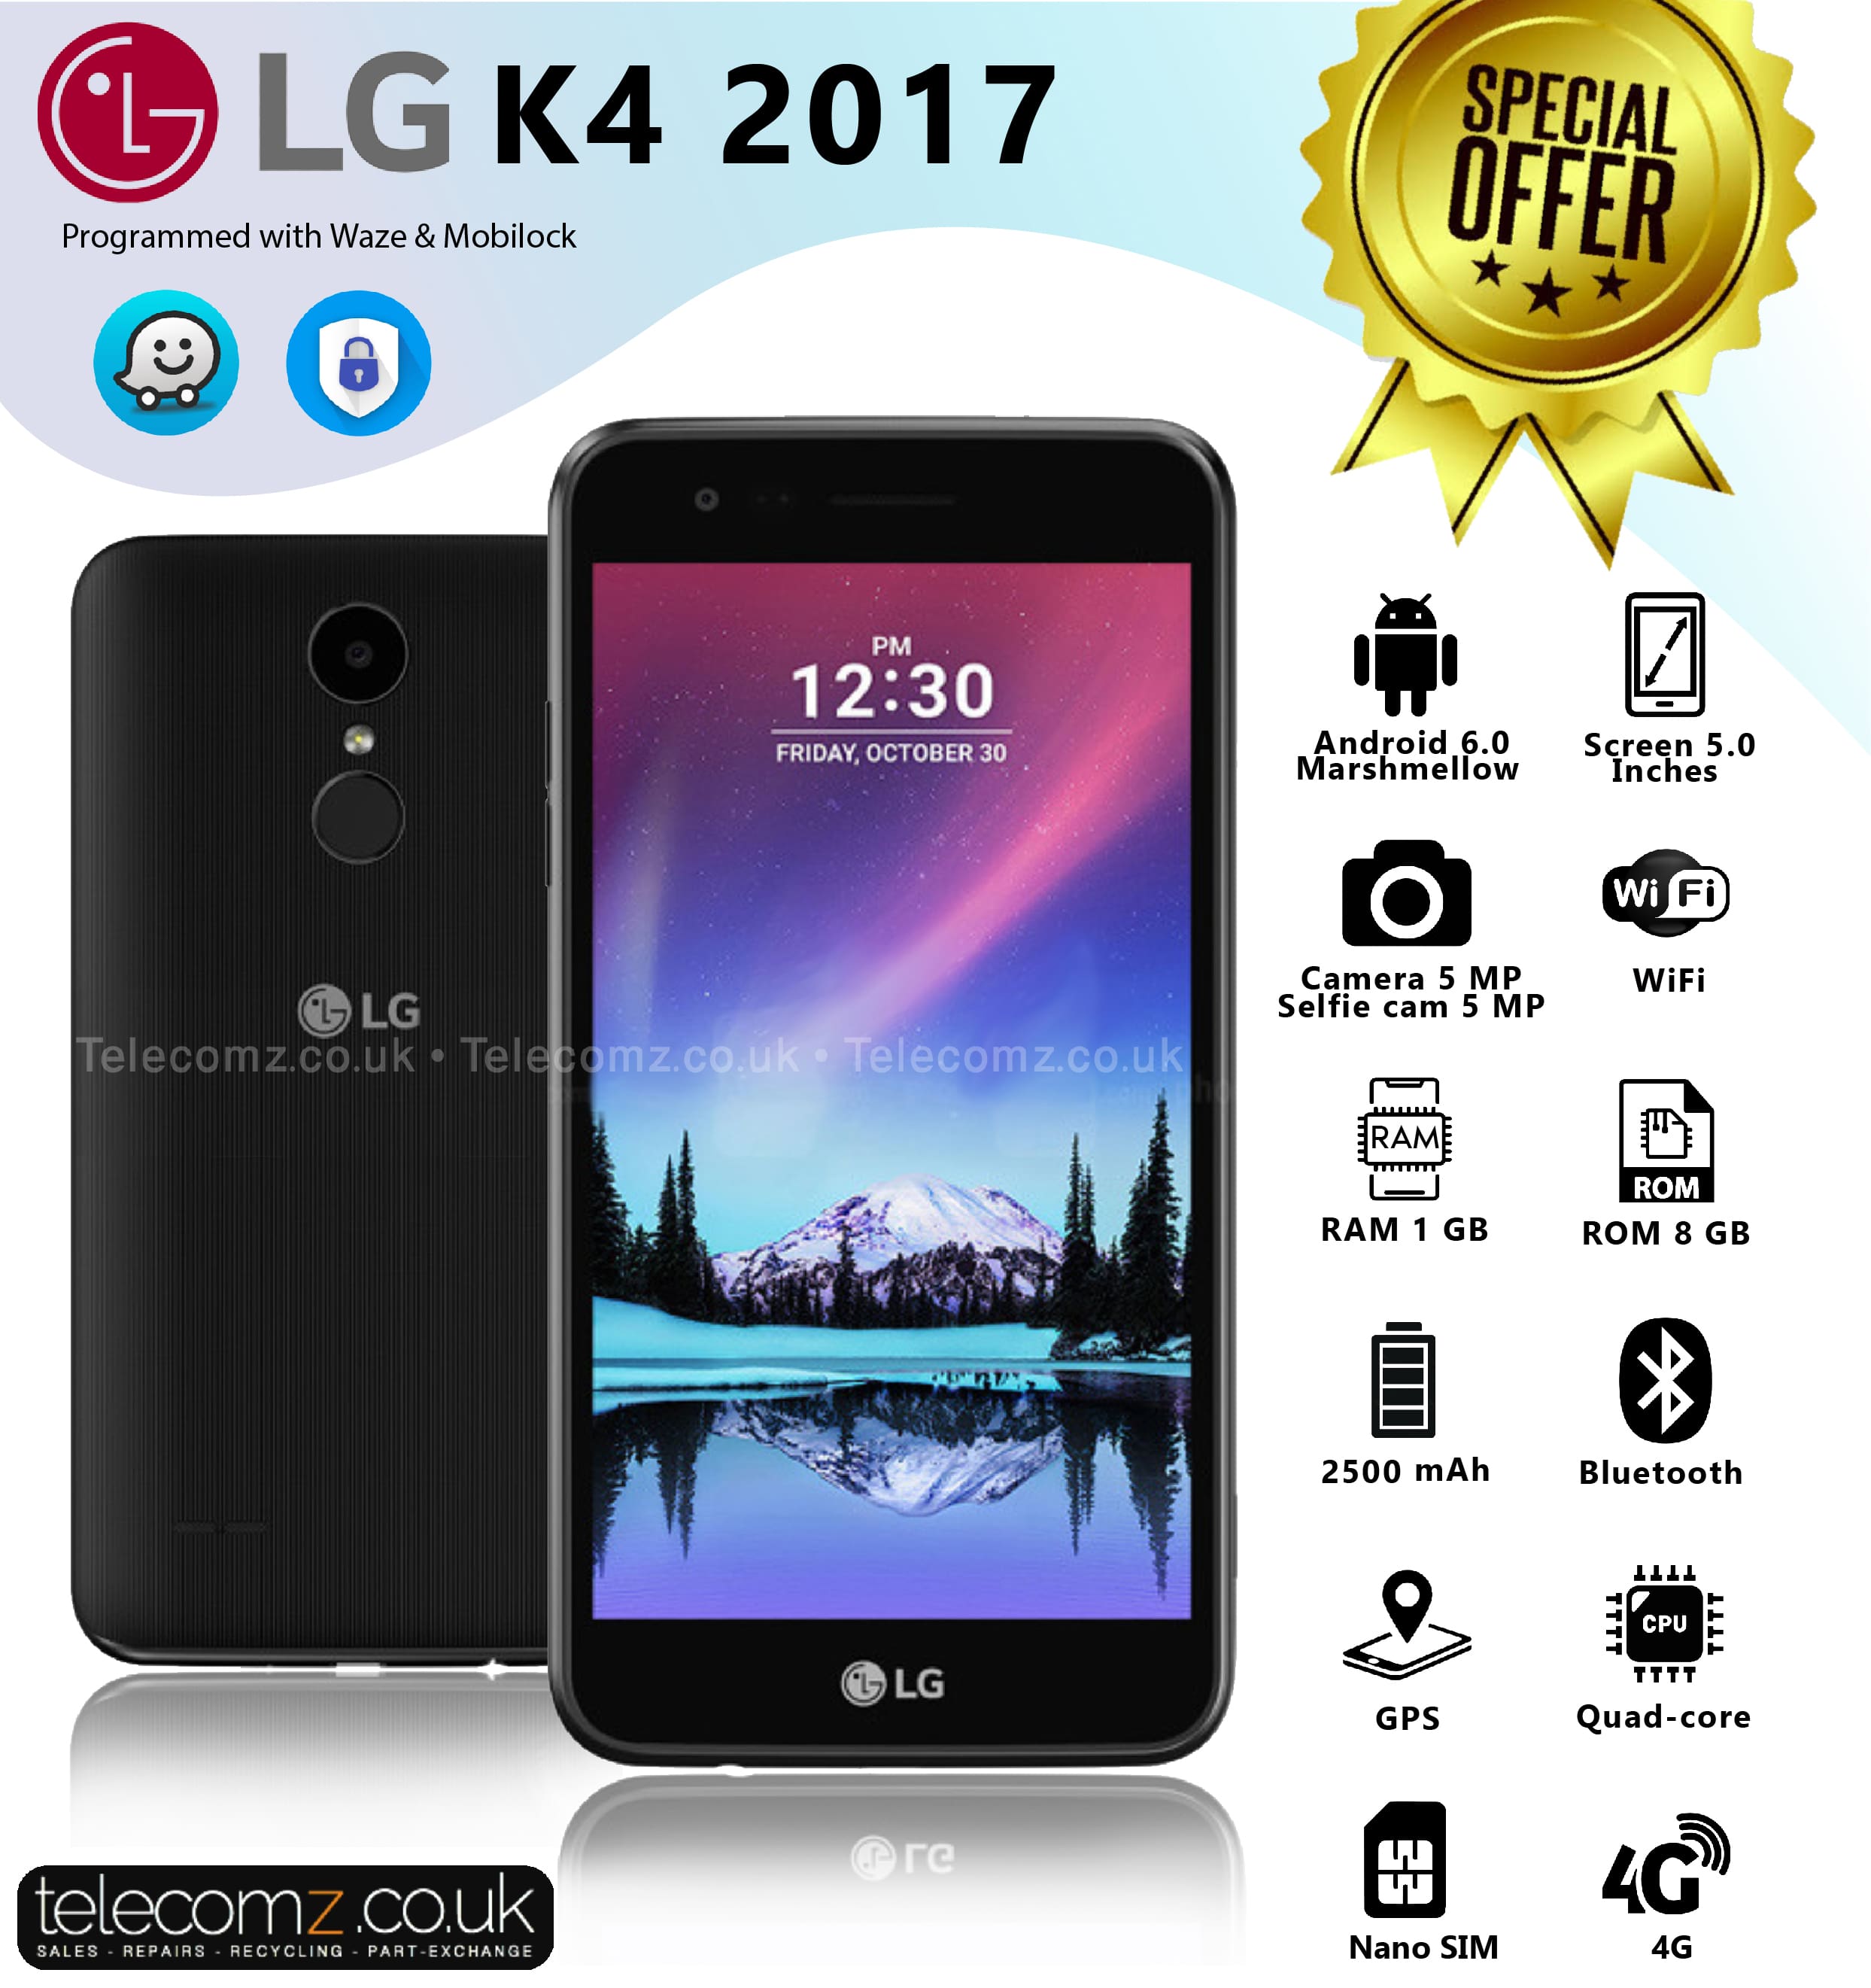 LG K4 2017
Programmed with Waze & Mobilock
SPECIAL
OFFER
PM
12:30
FRIDAY, OCTOBER 30
LG
Telecomz.co.uk • Telecomz.co.uk • Telecomz.co.uk
LG
LG
Android 6.0
Marshmellow
Screen 5.0
Inches
Camera 5 MP
Selfie cam 5 MP
WiFi
WiFi
RAM
RAM 1 GB
ROM
ROM 8 GB
2500 mAh
Bluetooth
GPS
CPU
Quad-core
Nano SIM
4G
4G
telecomz.co.uk
SALES - REPAIRS - RECYCLING - PART-EXCHANGE